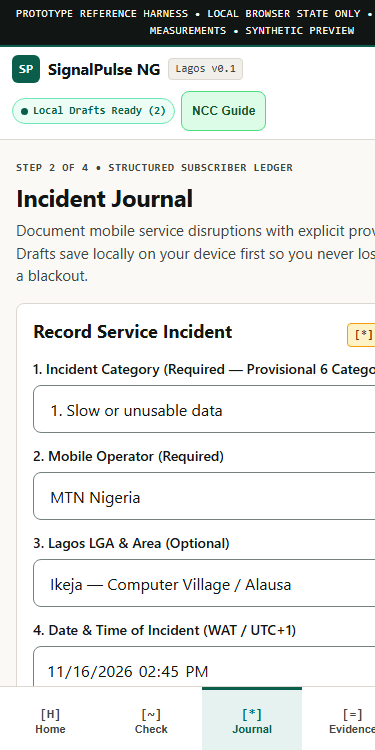 PROTOTYPE REFERENCE HARNESS • LOCAL BROWSER STATE ONLY •
MEASUREMENTS • SYNTHETIC PREVIEW
SP SignalPulse NG Lagos v0.1
Local Drafts Ready (2) NCC Guide
STEP 2 OF 4 • STRUCTURED SUBSCRIBER LEDGER
Incident Journal
Document mobile service disruptions with explicit
Drafts save locally on your device first so you never
a blackout.
Record Service Incident [*]
1. Incident Category (Required — Provisional 6
1. Slow or unusable data
2. Mobile Operator (Required)
MTN Nigeria
3. Lagos LGA & Area (Optional)
Ikeja — Computer Village / Alausa
4. Date & Time of Incident (WAT / UTC+1)
11/16/2026 02:45 PM
[H] [~] [*] [=]
Home Check Journal Evidence